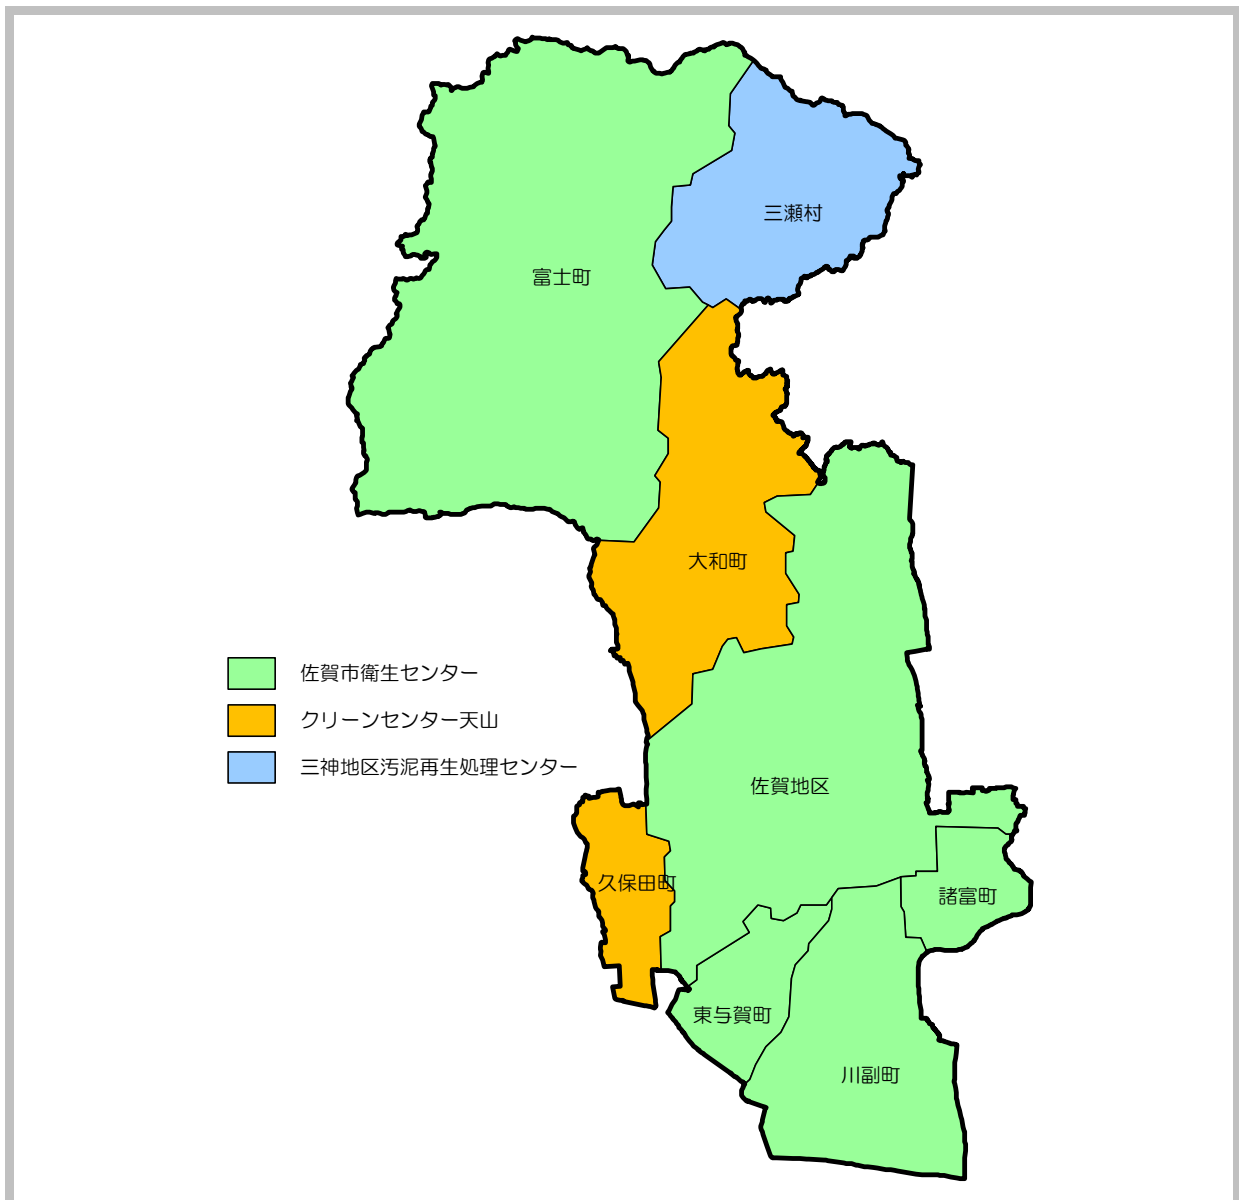 三瀬村
富士町
大和町
佐賀市衛生センター
クリーンセンター天山
三神地区汚泥再生処理センター
佐賀地区
久保田町
諸富町
東与賀町
川副町